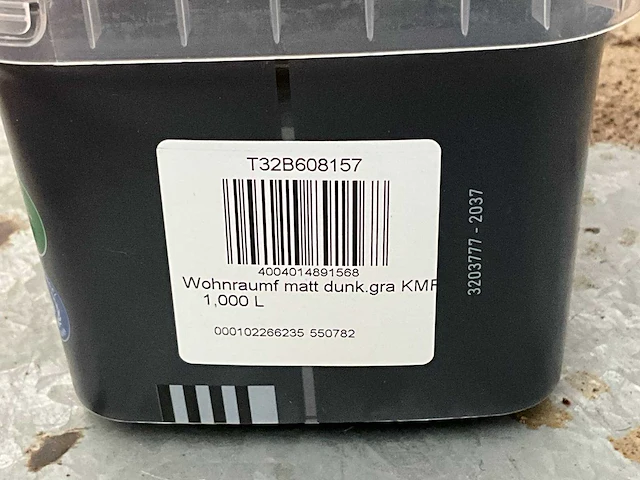 T32B608157
4004014891568
Wohnraumf matt dunk.gra KMF
1,000 L
000102266235 550782
3203777 - 2037